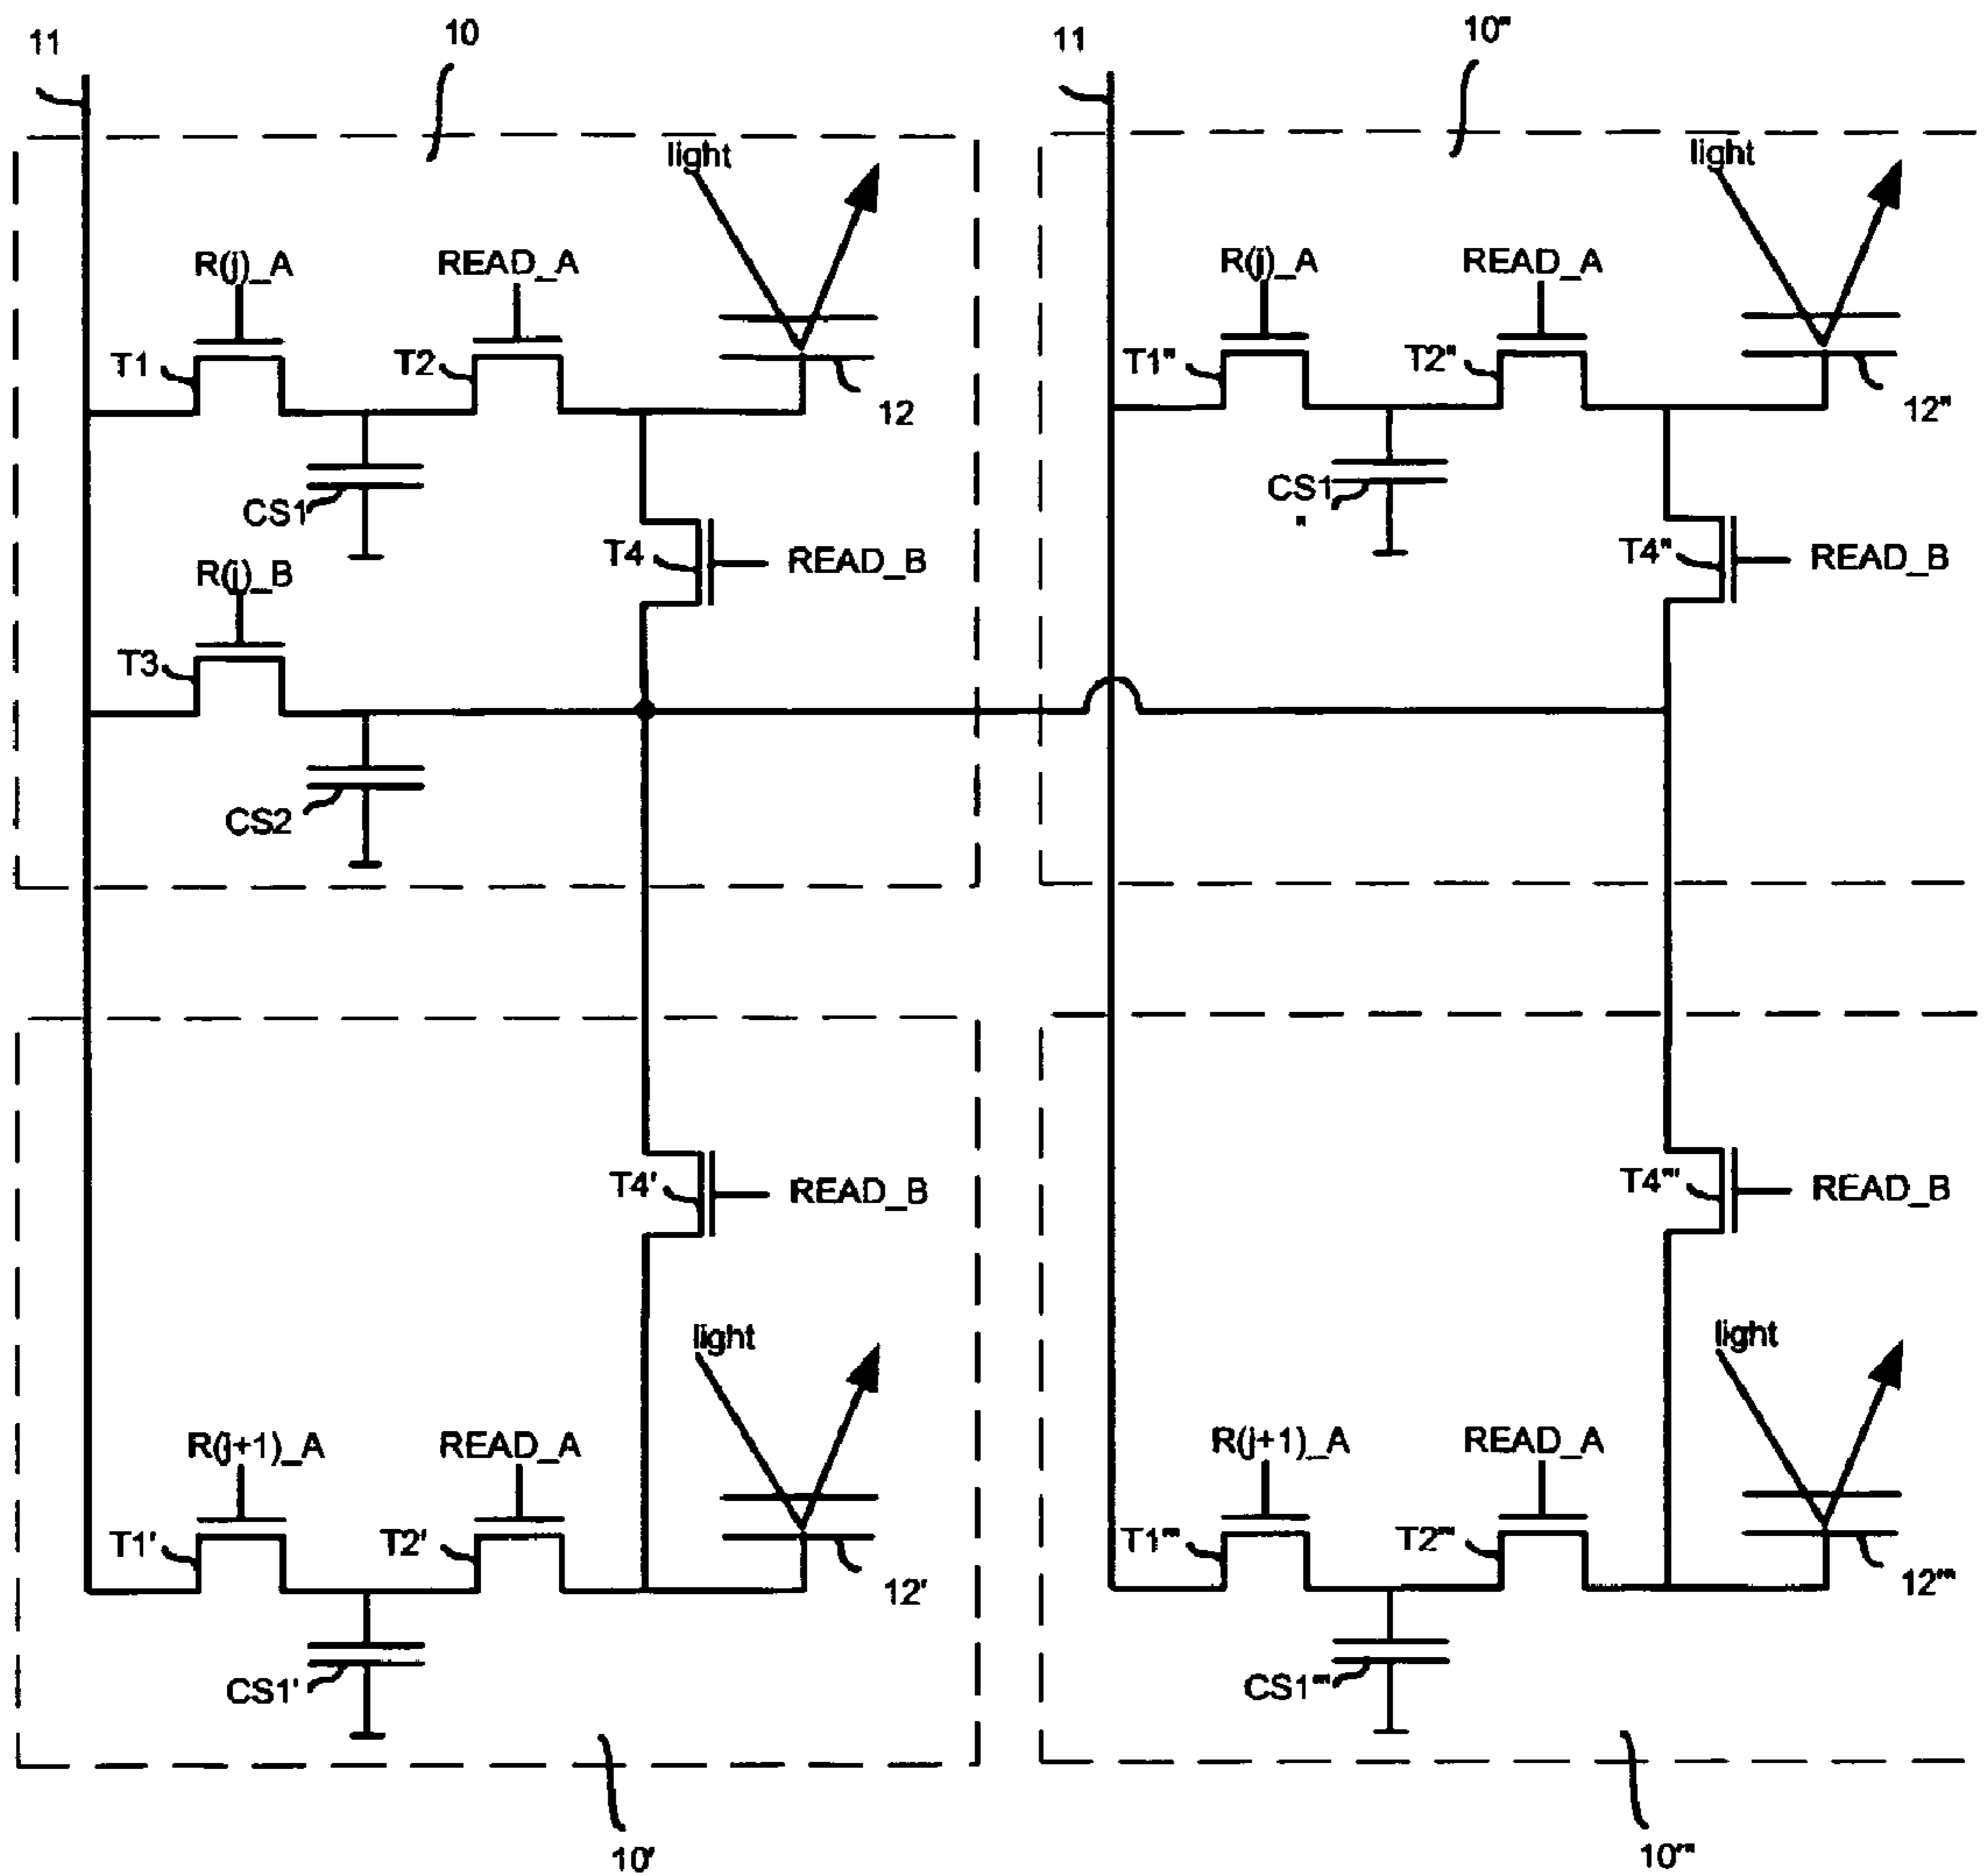 11
10
11
10"'
light
light
R(j)_A
READ_A
R(j)_A
READ_A
T1
T2
12
T1"
T2"
12"
CS1
CS1
"
R(j)_B
T4
READ_B
T4"
READ_B
T3
CS2
T4'
READ_B
T4"'
READ_B
light
light
R(j+1)_A
READ_A
R(j+1)_A
READ_A
T1'
T2'
12'
T1"'
T2"'
12"'
CS1'
CS1"'
10'
10"'